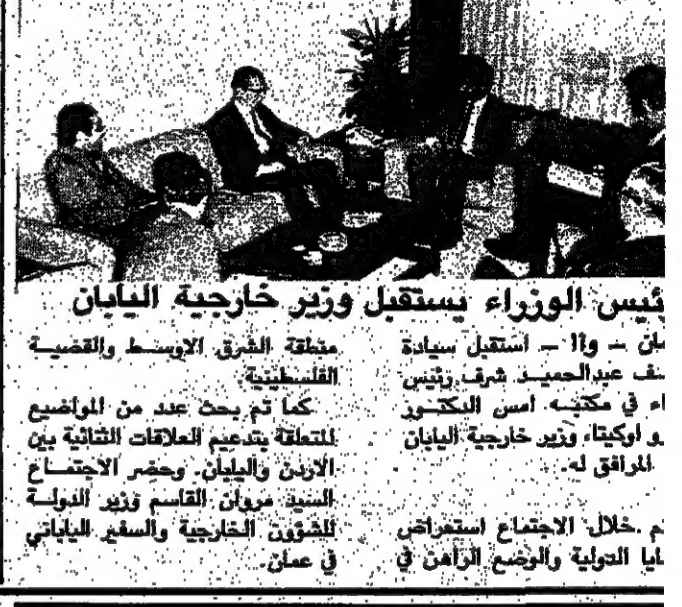 ئيس الوزراء يستقبل وزير خارجية اليابان
مان – والا – استقبل سيادة
نف عبدالحميد شرف رئيس
اء في مكتبه امس الدكتور
و اوكيتا، وزير خارجية اليابان
المرافق له.
م خلال الاجتماع استعراض
ايا الدولية والوضع الراهن في
منطقة الشرق الاوسط والقضية
الفلسطينية.
كما تم بحث عدد من المواضيع
المتعلقة بتدعيم العلاقات الثنائية بين
الاردن واليابان. وحضر الاجتماع
السيد مروان القاسم وزير الدولة
للشؤون الخارجية والسفير الياباني
في عمان.